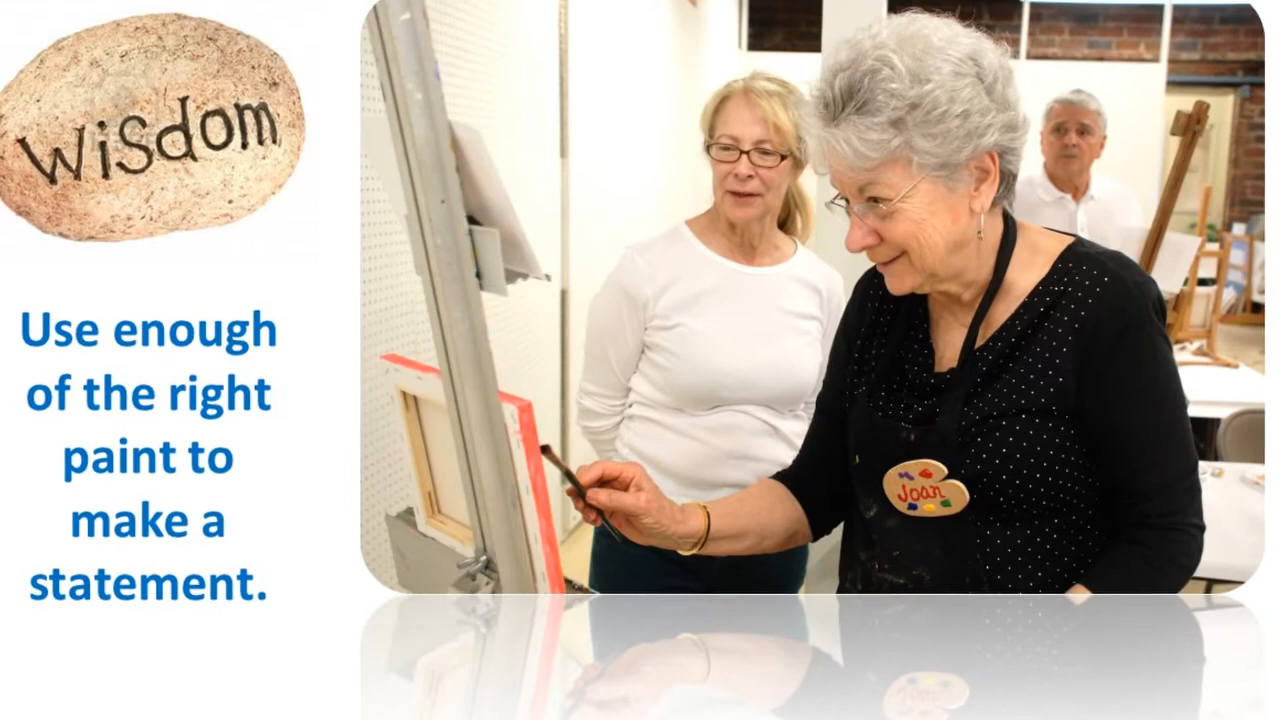 Wisdom
Use enough
of the right
paint to
make a
statement.
Joan